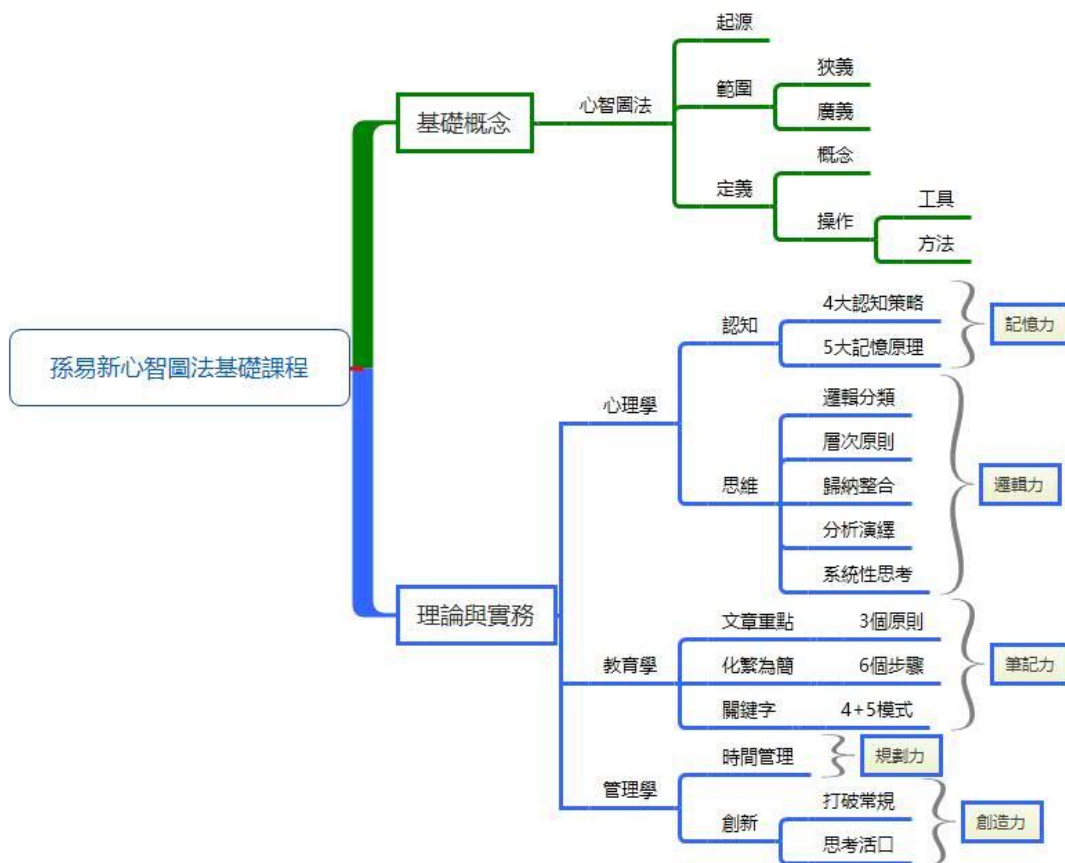 孫易新心智圖法基礎課程
基礎概念
心智圖法
起源
範圍
狹義
廣義
定義
概念
操作
工具
方法
理論與實務
心理學
認知
4大認知策略
5大記憶原理
記憶力
思維
邏輯分類
層次原則
歸納整合
分析演繹
系統性思考
邏輯力
教育學
文章重點
3個原則
化繁為簡
6個步驟
關鍵字
4+5模式
筆記力
管理學
時間管理
規劃力
創新
打破常規
思考活口
創造力